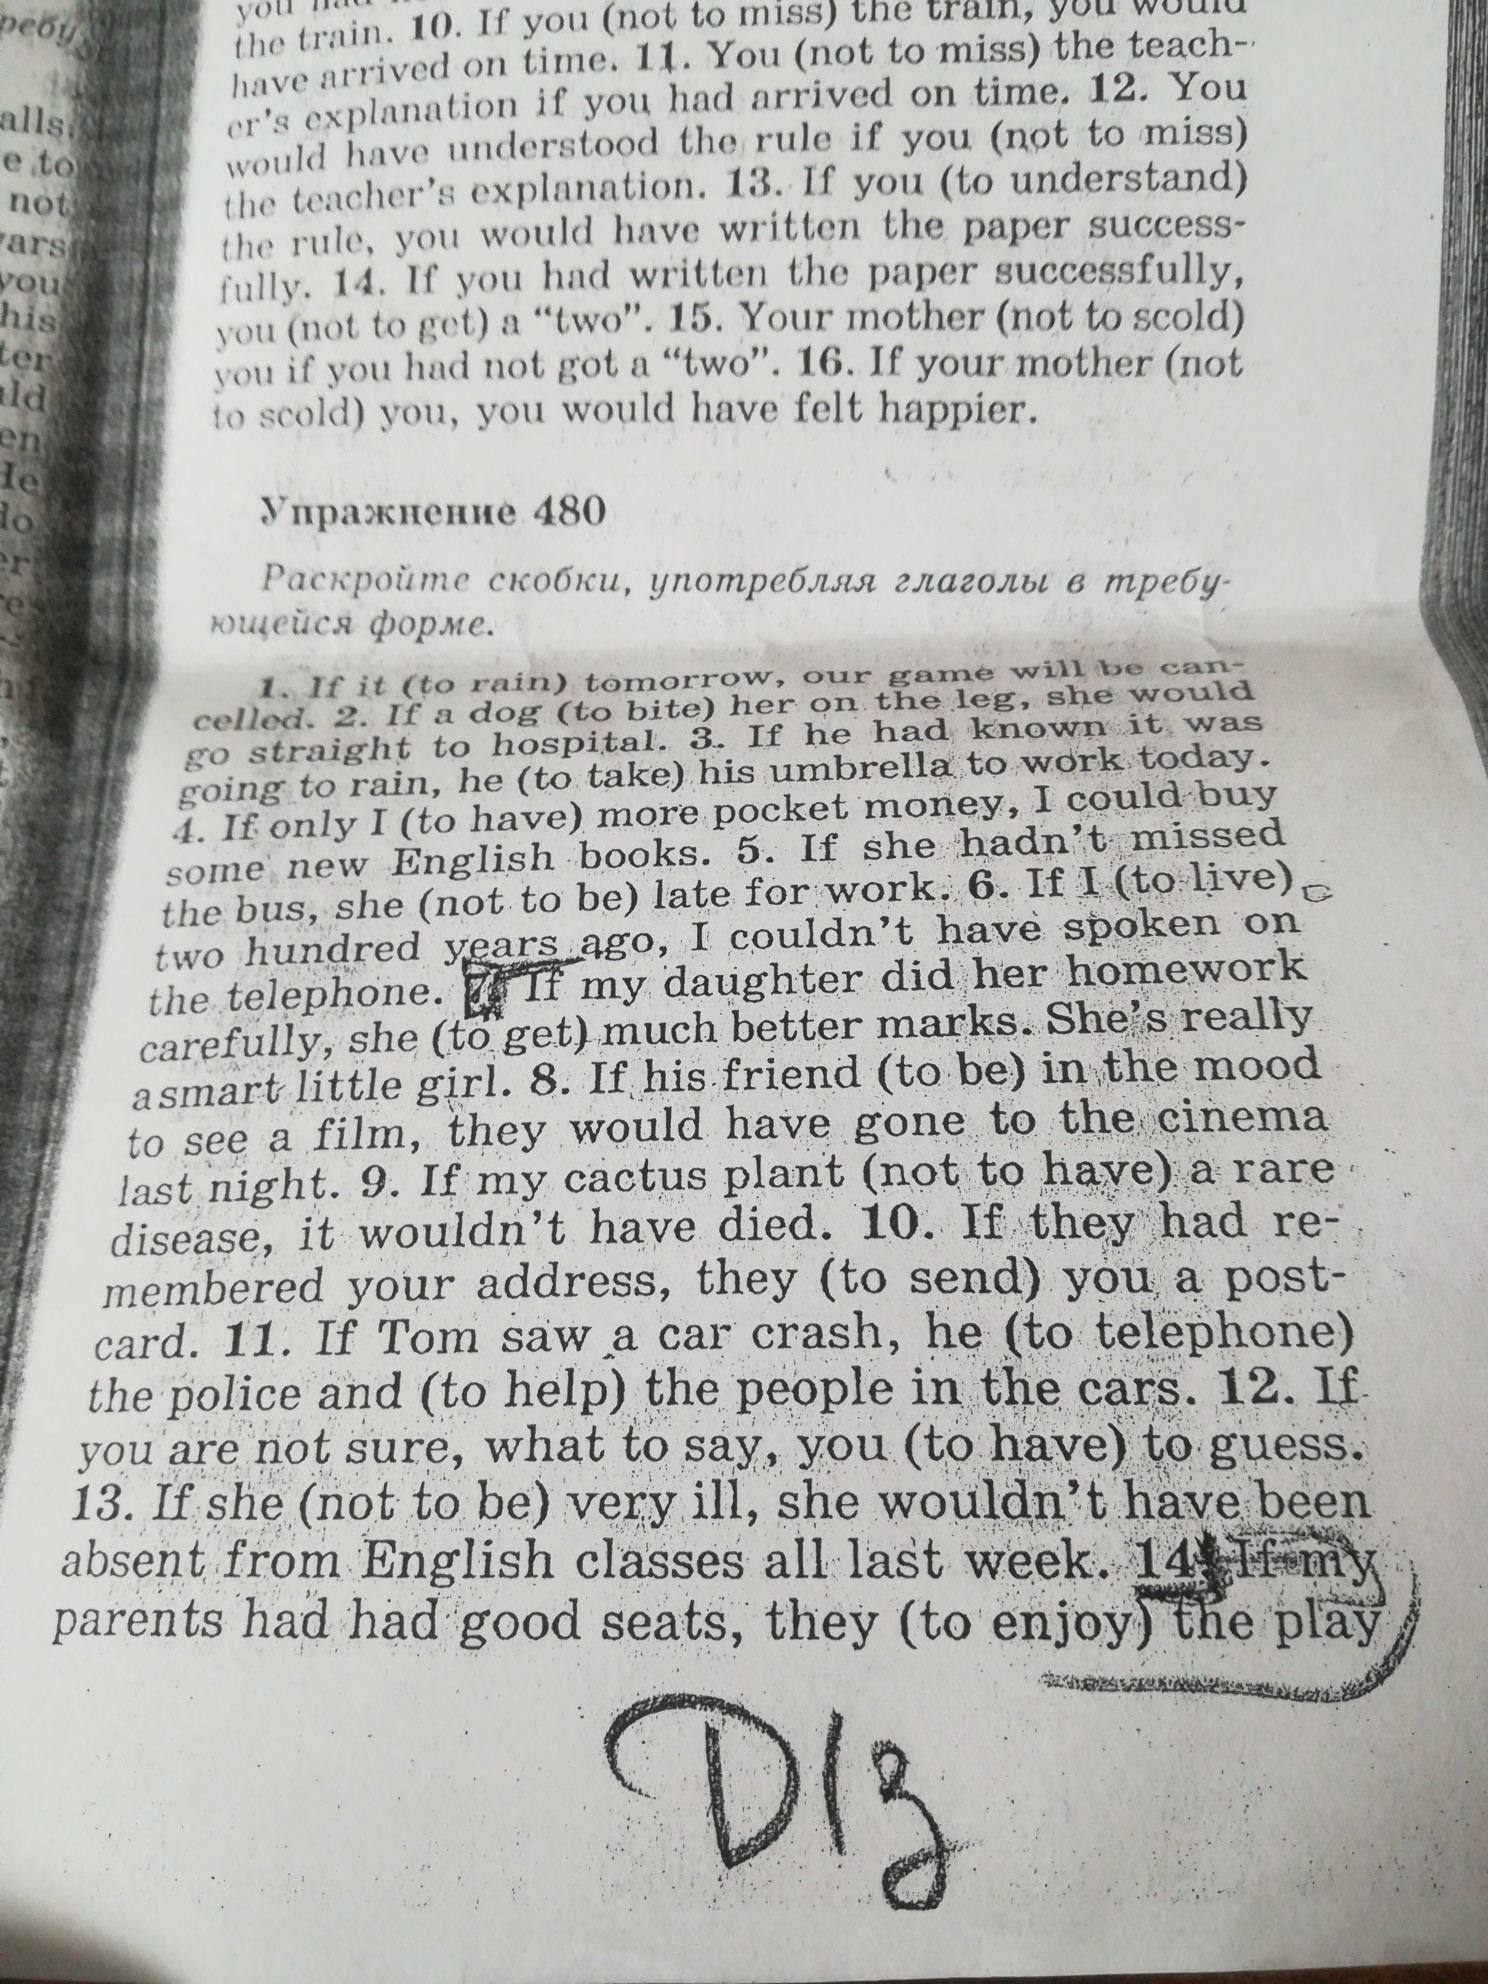 ребу
alls.
e to
not
ars
you
his
ter
uld
en
He
do
er
the train. 10. If you (not to miss) the train, you would
have arrived on time. 11. You (not to miss) the teach-
er's explanation if you had arrived on time. 12. You
would have understood the rule if you (not to miss)
the teacher's explanation. 13. If you (to understand)
the rule, you would have written the paper success-
fully. 14. If you had written the paper successfully,
you (not to get) a “two”. 15. Your mother (not to scold)
you if you had not got a “two”. 16. If your mother (not
to scold) you, you would have felt happier.
Упражнение 480
Раскройте скобки, употребляя глаголы в требу-
ющейся форме.
1. If it (to rain) tomorrow, our game will be can-
celled. 2. If a dog (to bite) her on the leg, she would
go straight to hospital. 3. If he had known it was
going to rain, he (to take) his umbrella to work today.
4. If only I (to have) more pocket money, I could buy
some new English books. 5. If she hadn't missed
the bus, she (not to be) late for work. 6. If I (to live)
two hundred years ago, I couldn't have spoken on
the telephone. 7. If my daughter did her homework
carefully, she (to get) much better marks. She's really
a smart little girl. 8. If his friend (to be) in the mood
to see a film, they would have gone to the cinema
last night. 9. If my cactus plant (not to have) a rare
disease, it wouldn't have died. 10. If they had re-
membered your address, they (to send) you a post-
card. 11. If Tom saw a car crash, he (to telephone)
the police and (to help) the people in the cars. 12. If
you are not sure, what to say, you (to have) to guess.
13. If she (not to be) very ill, she wouldn't have been
absent from English classes all last week. 14. If my
parents had had good seats, they (to enjoy) the play
D/з